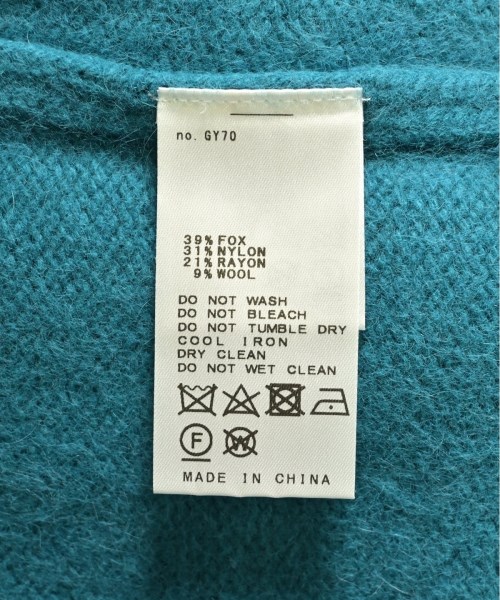 no. GY70
39% FOX
31% NYLON
21% RAYON
9% WOOL
DO NOT WASH
DO NOT BLEACH
DO NOT TUMBLE DRY
COOL IRON
DRY CLEAN
DO NOT WET CLEAN
F W
MADE IN CHINA